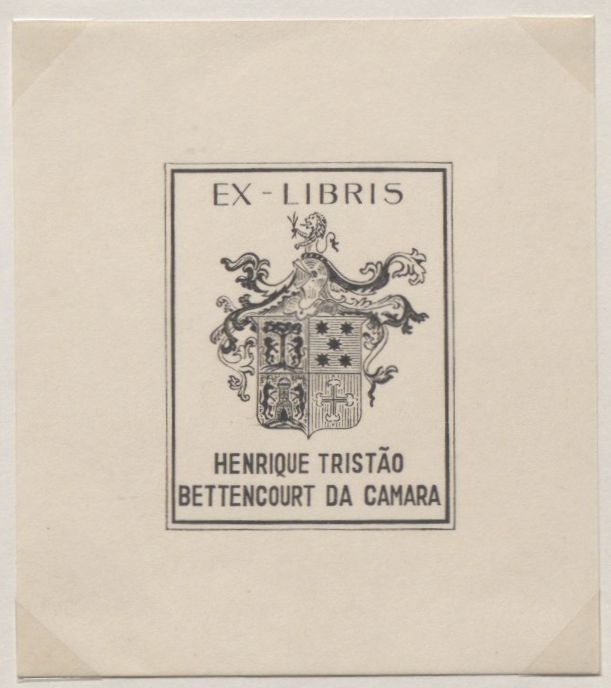 EX-LIBRIS
HENRIQUE TRISTÃO
BETTENCOURT DA CAMARA